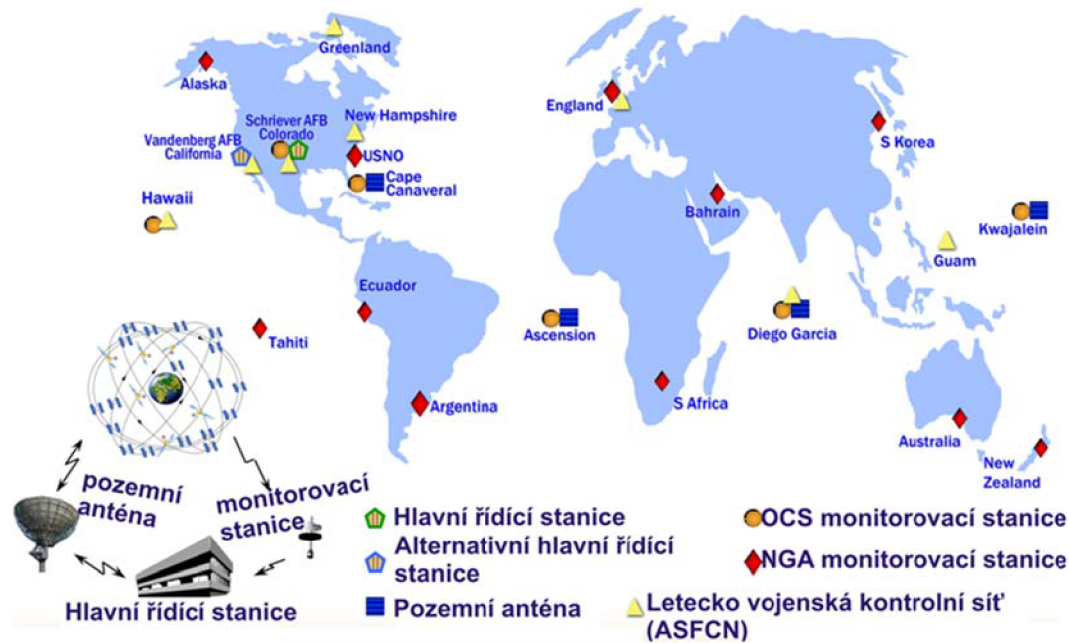 Greenland
Alaska
England
New Hampshire
Schriever AFB
Colorado
Vandenberg AFB
California
USNO
S Korea
Cape
Canaveral
Hawaii
Bahrain
Kwajalein
Guam
Ecuador
Ascension
Diego Garcia
Tahiti
Argentina
S Africa
Australia
New
Zealand
pozemní
anténa
monitorovací
stanice
Hlavní řídící stanice
Hlavní řídící stanice
Alternativní hlavní řídící
stanice
Pozemní anténa
OCS monitorovací stanice
NGA monitorovací stanice
Letecko vojenská kontrolní síť
(ASFCN)